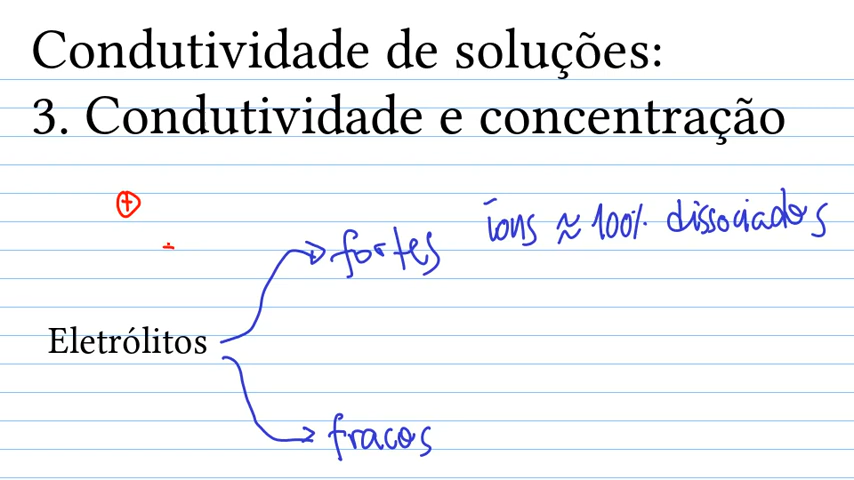 Condutividade de soluções:
3. Condutividade e concentração
+
fortes íons ≈ 100% dissociados
Eletrólitos
fracos